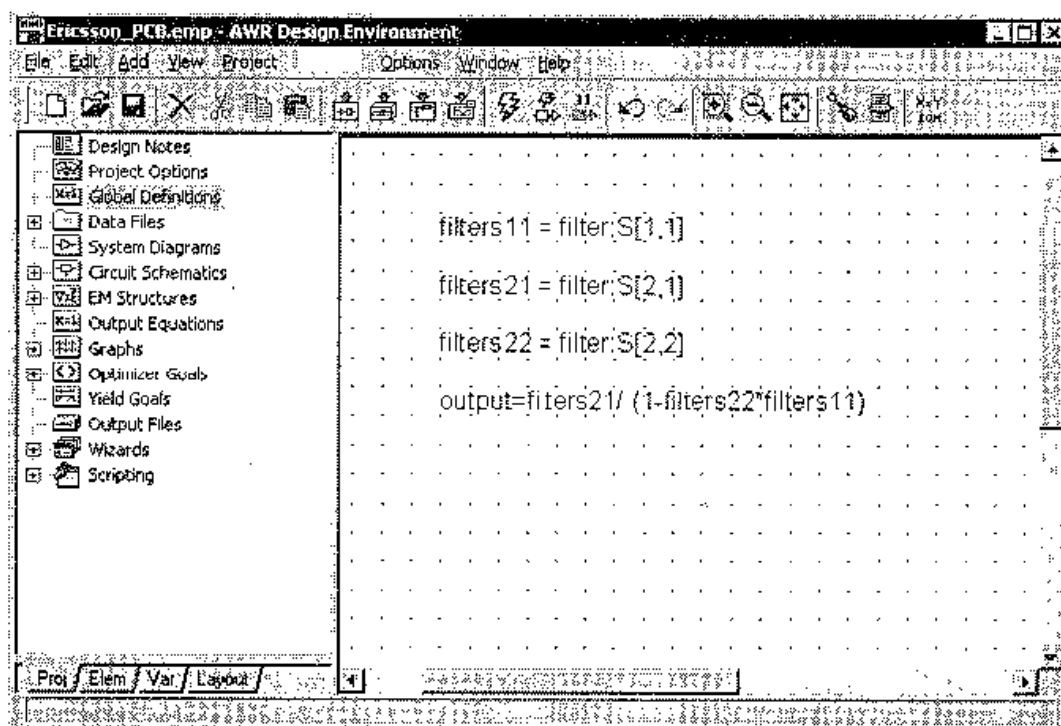 Ericsson_PCB.emp - AWR Design Environment
File Edit Add View Project Options Window Help
Design Notes
Project Options
Global Definitions
Data Files
System Diagrams
Circuit Schematics
EM Structures
Output Equations
Graphs
Optimizer Goals
Yield Goals
Output Files
Wizards
Scripting
filters11 = filter:S[1,1]
filters21 = filter:S[2,1]
filters22 = filter:S[2,2]
output=filters21/ (1-filters22*filters11)
Proj Elem Var Layout